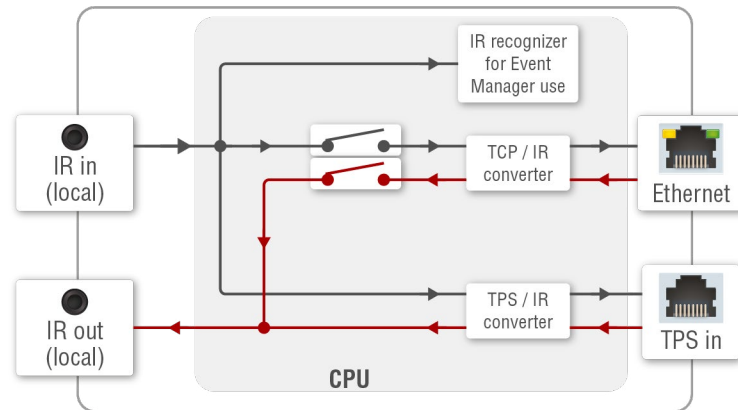 IR recognizer
for Event
Manager use
IR in
(local)
TCP / IR
converter
Ethernet
IR out
(local)
TPS / IR
converter
TPS in
CPU